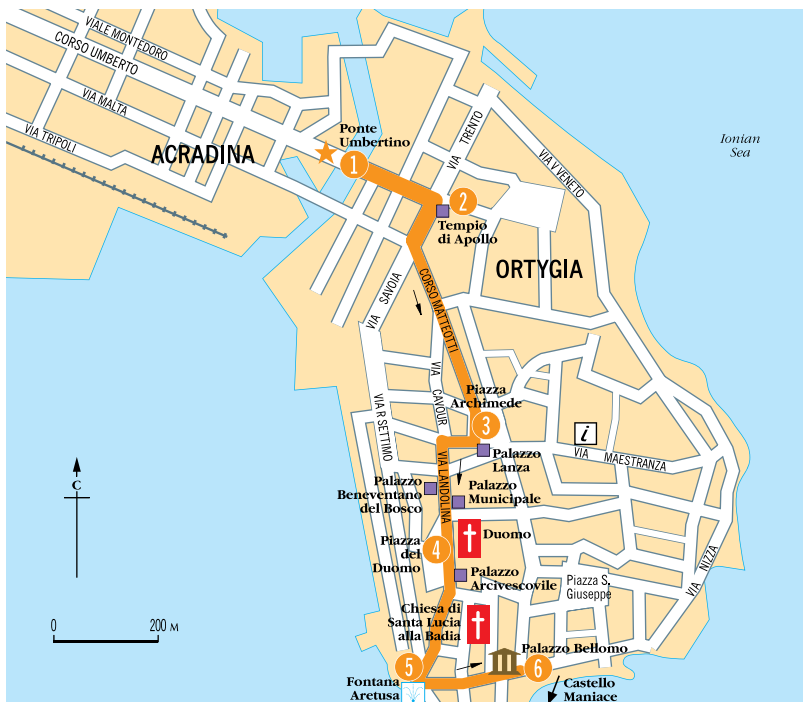 VIALE MONTEDORO
CORSO UMBERTO
VIA MALTA
VIA TRIPOLI
ACRADINA
Ponte
Umbertino
1
2
VIA TRENTO
VIA V VENETO
Ionian
Sea
Tempio
di Apollo
ORTYGIA
VIA SAVOIA
CORSO MATTEOTTI
VIA CAVOUR
VIA R SETTIMO
Piazza
Archimede
3
i
VIA MAESTRANZA
Palazzo
Lanza
VIA LANDOLINA
Palazzo
Beneventano
del Bosco
Palazzo
Municipale
C
Duomo
4
Piazza
del
Duomo
Palazzo
Arcivescovile
Piazza S.
Giuseppe
VIA NIZZA
Chiesa di
Santa Lucia
alla Badia
0 200 M
Palazzo Bellomo
5
6
Fontana
Aretusa
Castello
Maniace